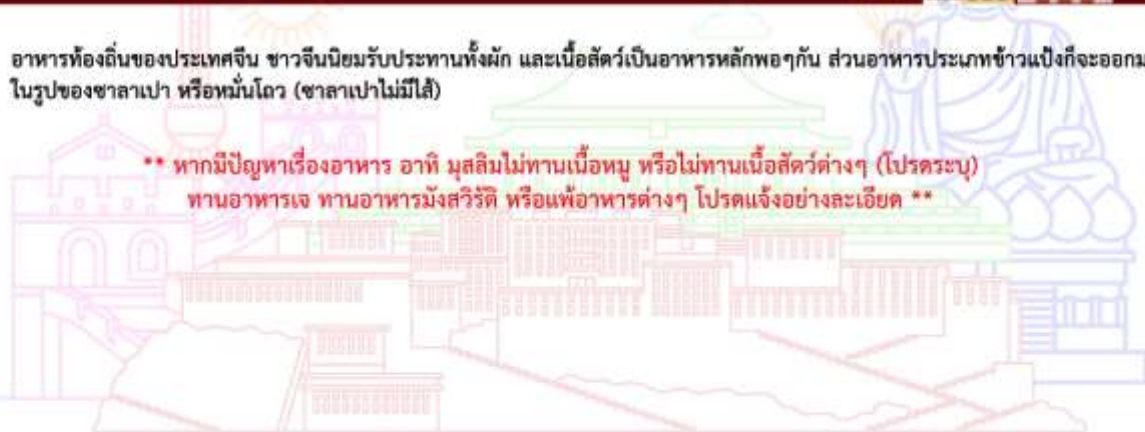 อาหารท้องถิ่นของประเทศจีน ชาวจีนนิยมรับประทานทั้งผัก และเนื้อสัตว์เป็นอาหารหลักพอๆกัน ส่วนอาหารประเภทข้าวแป้งก็จะออกม
ในรูปของซาลาเปา หรือหมั่นโถว (ซาลาเปาไม่มีไส้)
** หากมีปัญหาเรื่องอาหาร อาทิ มุสลิมไม่ทานเนื้อหมู หรือไม่ทานเนื้อสัตว์ต่างๆ (โปรดระบุ)
ทานอาหารเจ ทานอาหารมังสวิรัติ หรือแพ้อาหารต่างๆ โปรดแจ้งอย่างละเอียด **